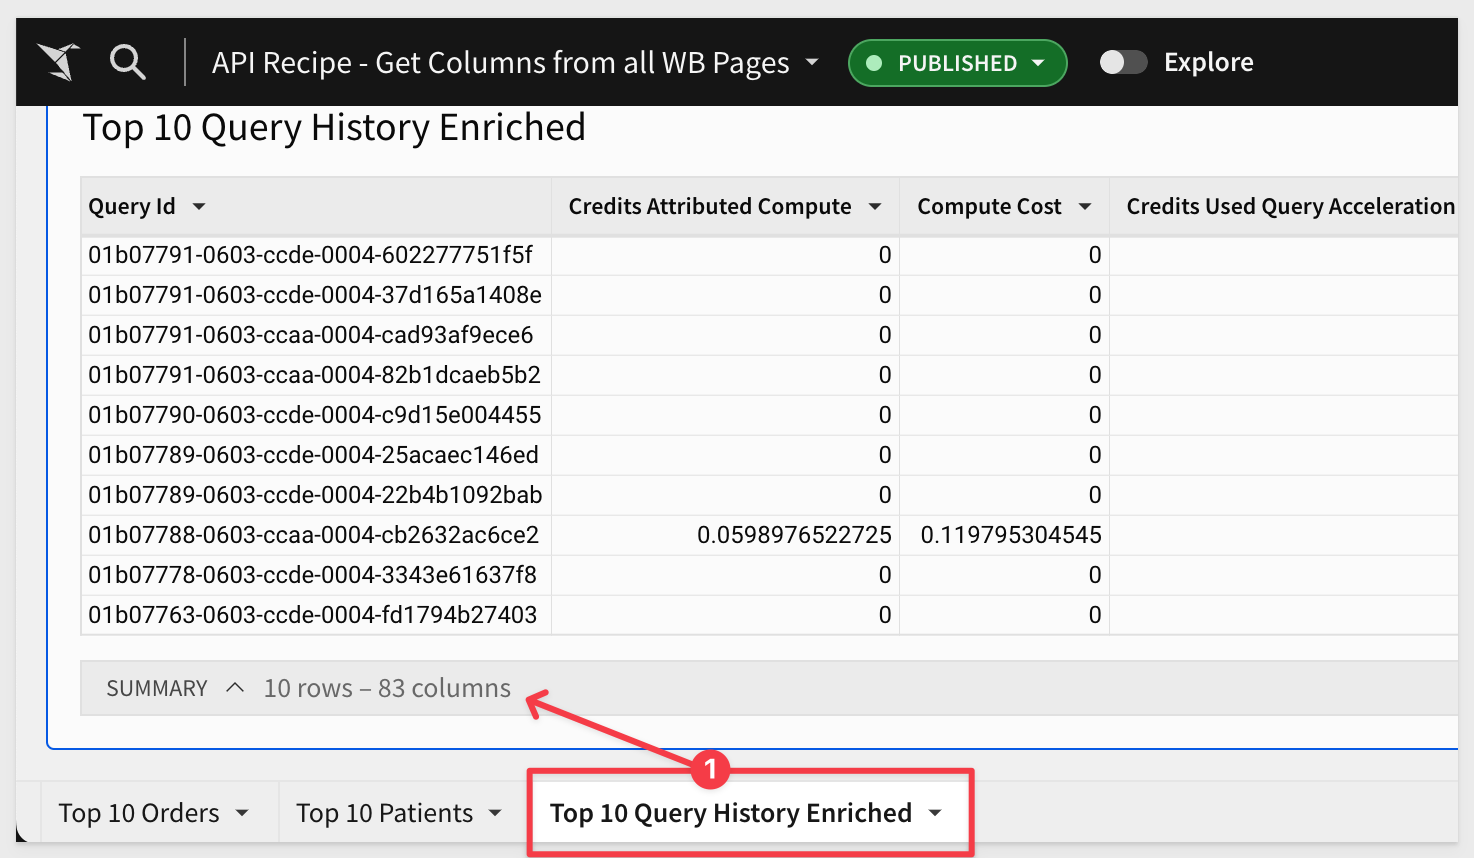 API Recipe - Get Columns from all WB Pages PUBLISHED Explore
Top 10 Query History Enriched
Query Id Credits Attributed Compute Compute Cost Credits Used Query Acceleration
01b07791-0603-ccde-0004-602277751f5f 0 0
01b07791-0603-ccde-0004-37d165a1408e 0 0
01b07791-0603-ccaa-0004-cad93af9ece6 0 0
01b07791-0603-ccaa-0004-82b1dcaeb5b2 0 0
01b07790-0603-ccde-0004-c9d15e004455 0 0
01b07789-0603-ccde-0004-25acaec146ed 0 0
01b07789-0603-ccde-0004-22b4b1092bab 0 0
01b07788-0603-ccaa-0004-cb2632ac6ce2 0.0598976522725 0.119795304545
01b07778-0603-ccde-0004-3343e61637f8 0 0
01b07763-0603-ccde-0004-fd1794b27403 0 0
SUMMARY 10 rows – 83 columns
1
Top 10 Orders Top 10 Patients Top 10 Query History Enriched